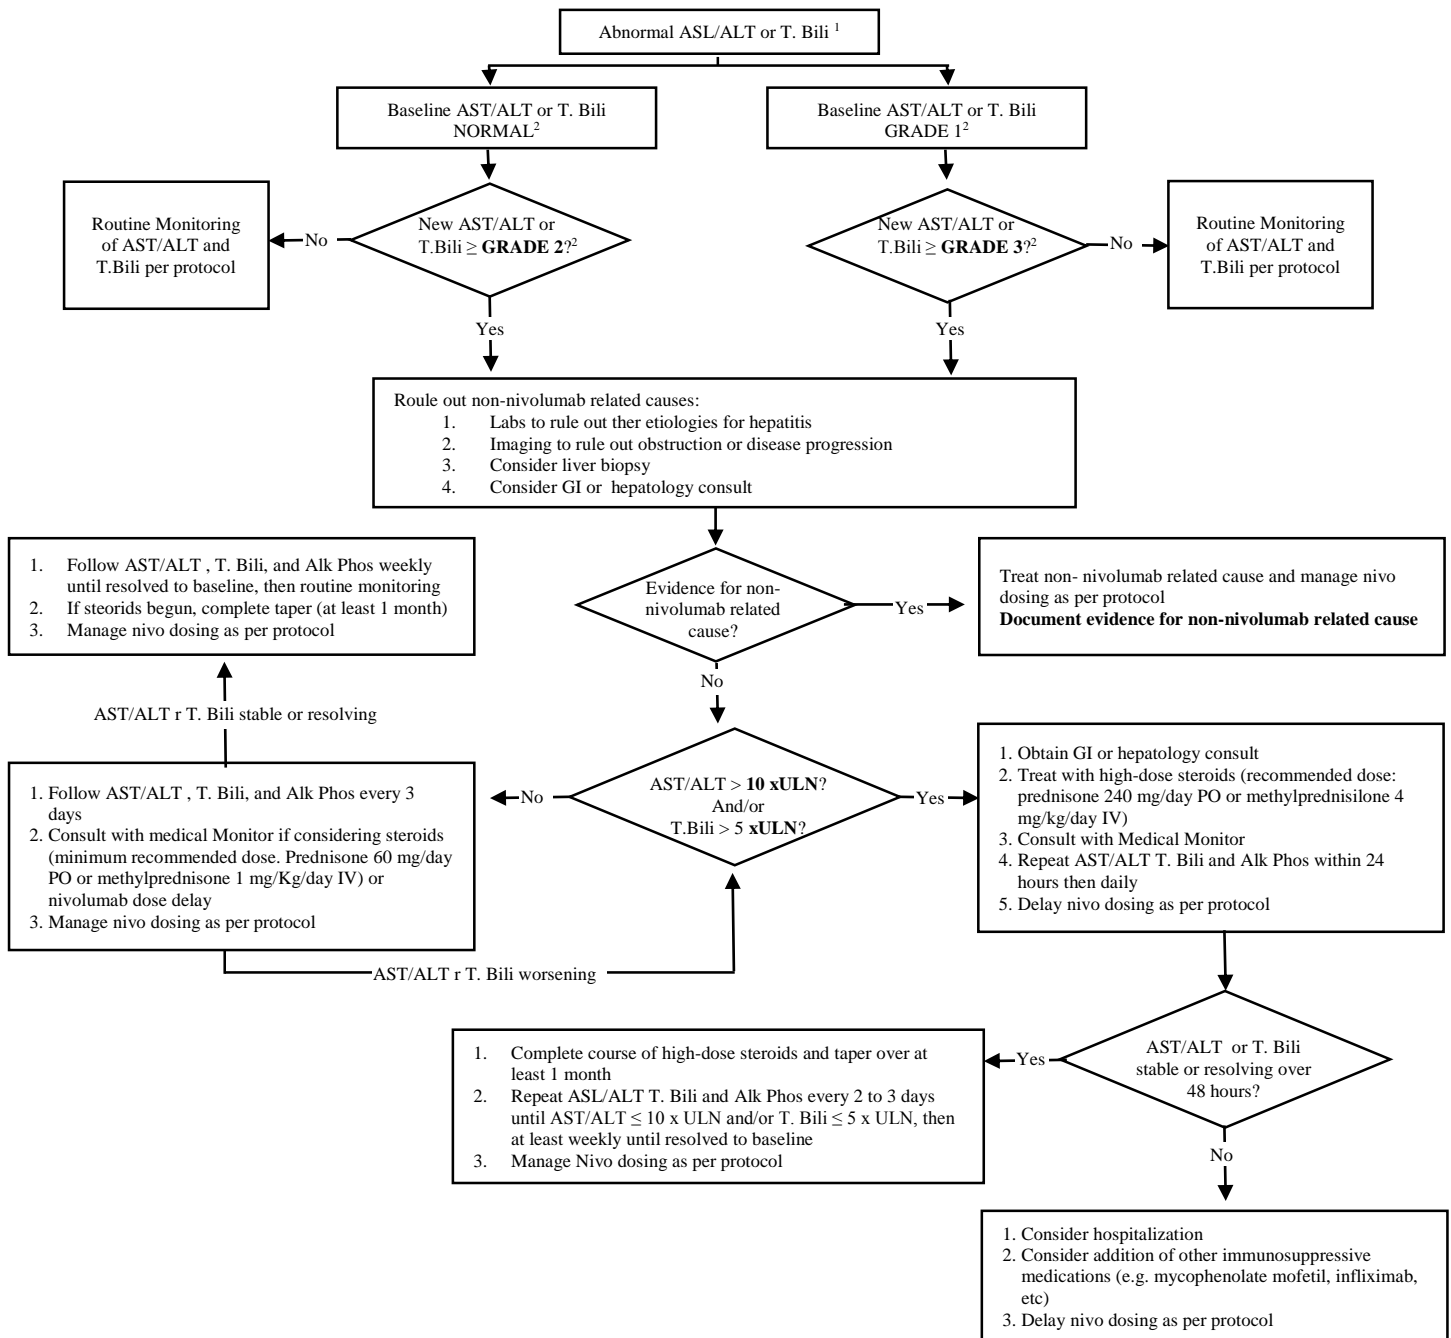 Abnormal ASL/ALT or T. Bili 1
Baseline AST/ALT or T. Bili
NORMAL2
Baseline AST/ALT or T. Bili
GRADE 12
Routine Monitoring
of AST/ALT and
T.Bili per protocol
No
New AST/ALT or
T.Bili ≥ GRADE 2?2
New AST/ALT or
T.Bili ≥ GRADE 3?2
No
Routine Monitoring
of AST/ALT and
T.Bili per protocol
Yes
Yes
Roule out non-nivolumab related causes:
1. Labs to rule out ther etiologies for hepatitis
2. Imaging to rule out obstruction or disease progression
3. Consider liver biopsy
4. Consider GI or hepatology consult
1. Follow AST/ALT , T. Bili, and Alk Phos weekly
until resolved to baseline, then routine monitoring
2. If steorids begun, complete taper (at least 1 month)
3. Manage nivo dosing as per protocol
Evidence for non-
nivolumab related
cause?
Yes
Treat non- nivolumab related cause and manage nivo
dosing as per protocol
Document evidence for non-nivolumab related cause
No
AST/ALT r T. Bili stable or resolving
1. Follow AST/ALT , T. Bili, and Alk Phos every 3
days
2. Consult with medical Monitor if considering steroids
(minimum recommended dose. Prednisone 60 mg/day
PO or methylprednisone 1 mg/Kg/day IV) or
nivolumab dose delay
3. Manage nivo dosing as per protocol
No
AST/ALT > 10 xULN?
And/or
T.Bili > 5 xULN?
Yes
1. Obtain GI or hepatology consult
2. Treat with high-dose steroids (recommended dose:
prednisone 240 mg/day PO or methylprednisilone 4
mg/kg/day IV)
3. Consult with Medical Monitor
4. Repeat AST/ALT T. Bili and Alk Phos within 24
hours then daily
5. Delay nivo dosing as per protocol
AST/ALT r T. Bili worsening
1. Complete course of high-dose steroids and taper over at
least 1 month
2. Repeat ASL/ALT T. Bili and Alk Phos every 2 to 3 days
until AST/ALT ≤ 10 x ULN and/or T. Bili ≤ 5 x ULN, then
at least weekly until resolved to baseline
3. Manage Nivo dosing as per protocol
Yes
AST/ALT or T. Bili
stable or resolving over
48 hours?
No
1. Consider hospitalization
2. Consider addition of other immunosuppressive
medications (e.g. mycophenolate mofetil, infliximab,
etc)
3. Delay nivo dosing as per protocol